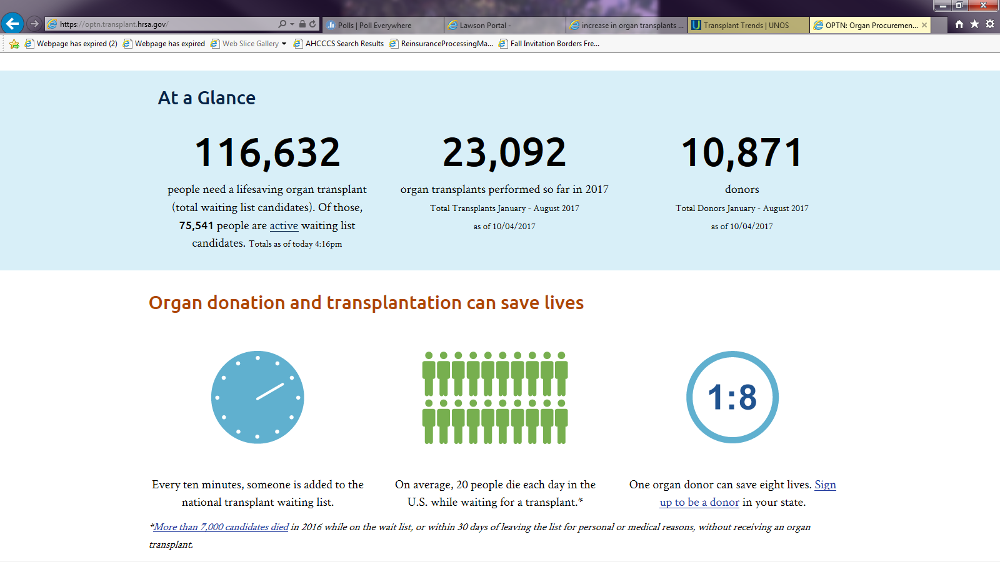 https://optn.transplant.hrsa.gov/
Polls | Poll Everywhere
Lawson Portal -
increase in organ transplants ...
Transplant Trends | UNOS
OPTN: Organ Procuremen...
Webpage has expired (2)
Webpage has expired
Web Slice Gallery
AHCCCS Search Results
ReinsuranceProcessingMa...
Fall Invitation Borders Fre...
At a Glance
116,632
people need a lifesaving organ transplant
(total waiting list candidates). Of those,
75,541 people are active waiting list
candidates. Totals as of today 4:16pm
23,092
organ transplants performed so far in 2017
Total Transplants January - August 2017
as of 10/04/2017
10,871
donors
Total Donors January - August 2017
as of 10/04/2017
Organ donation and transplantation can save lives
Every ten minutes, someone is added to the
national transplant waiting list.
On average, 20 people die each day in the
U.S. while waiting for a transplant.*
1:8
One organ donor can save eight lives. Sign
up to be a donor in your state.
*More than 7,000 candidates died in 2016 while on the wait list, or within 30 days of leaving the list for personal or medical reasons, without receiving an organ
transplant.